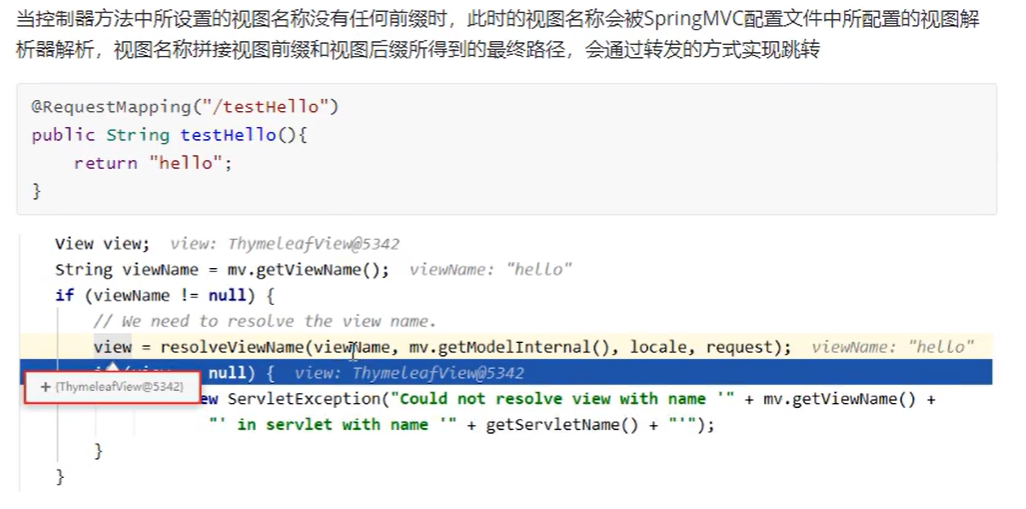 当控制器方法中所设置的视图名称没有任何前缀时，此时的视图名称会被SpringMVC配置文件中所配置的视图解
析器解析，视图名称拼接视图前缀和视图后缀所得到的最终路径，会通过转发的方式实现跳转
@RequestMapping("/testHello")
public String testHello(){
    return "hello";
}
View view;  view: ThymeleafView@5342
String viewName = mv.getViewName();  viewName: "hello"
if (viewName != null) {
    // We need to resolve the view name.
    view = resolveViewName(viewName, mv.getModelInternal(), locale, request);  viewName: "hello"
    null) {  view: ThymeleafView@5342
+ {ThymeleafView@5342}
    ServletException("Could not resolve view with name '" + mv.getViewName() +
        "' in servlet with name '" + getServletName() + "'");
    }
}